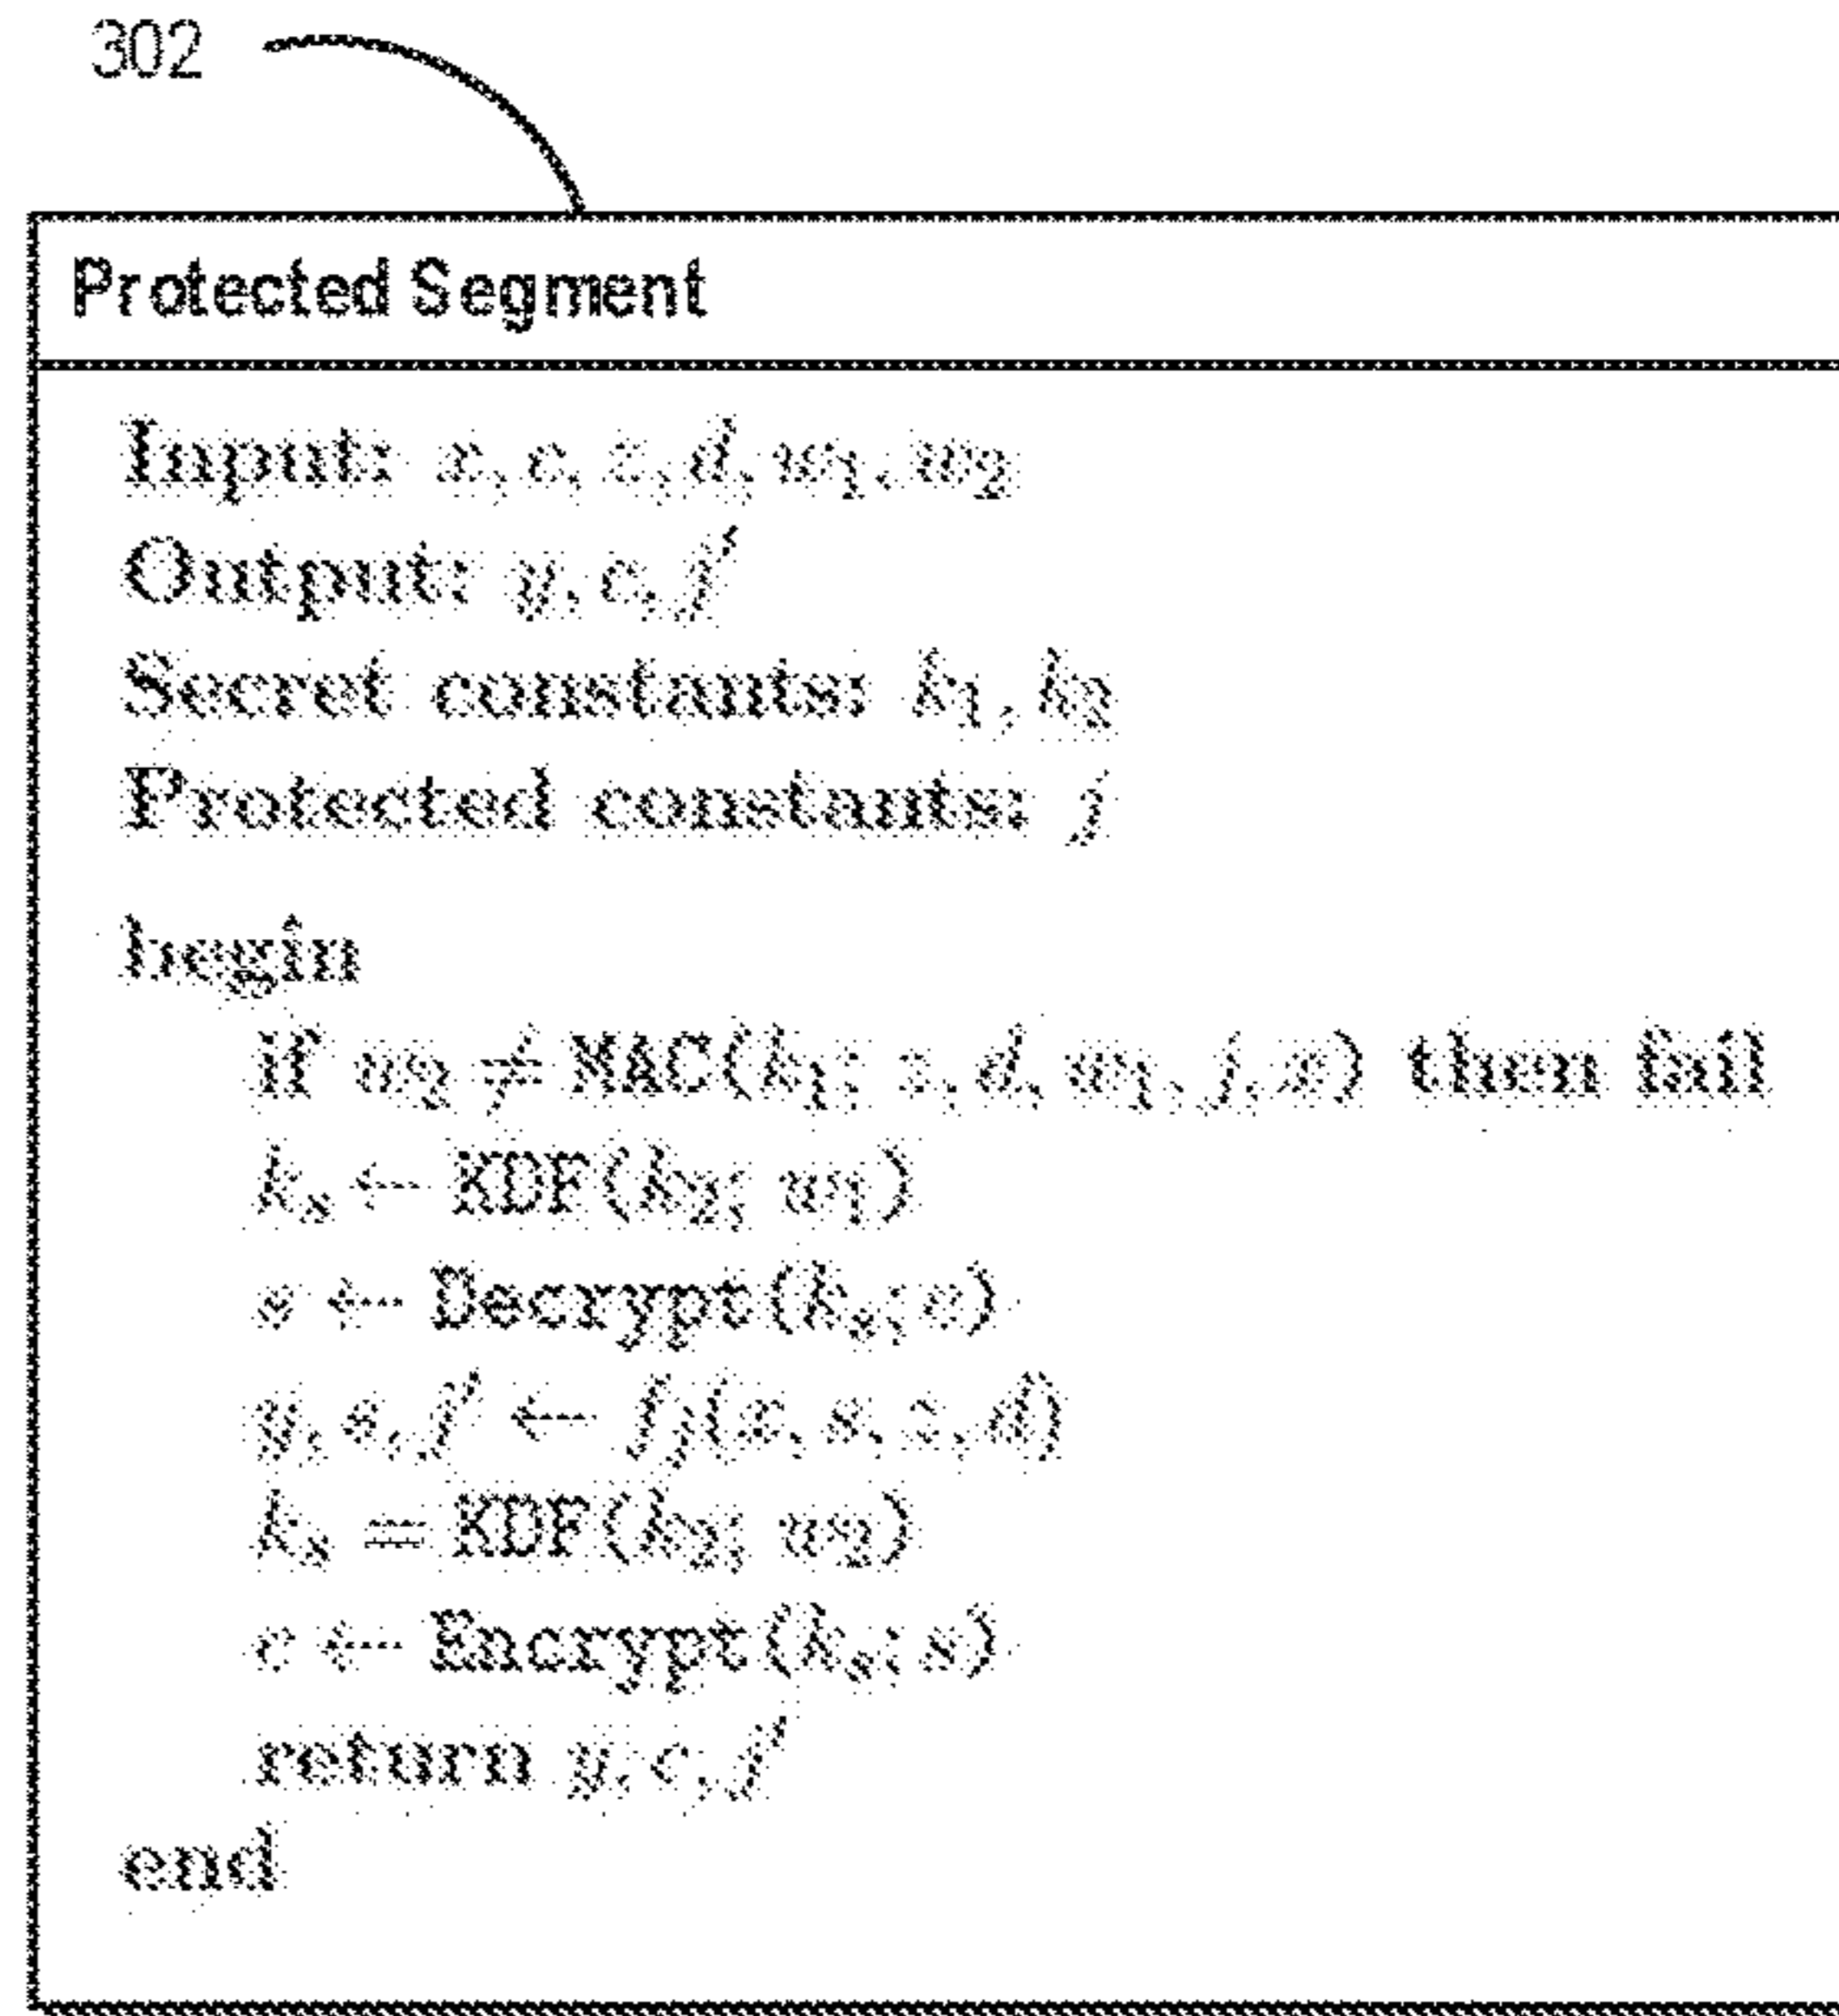 302
Protected Segment
Input: x, c, z, d, w₁, w₂
Output: y, c, j′
Secret constants: k₁, k₂
Protected constants: j
begin
if w₂ ≠ MAC(k₁; z, d, w₁, j, x) then fail
kₛ ← KDF(k₂; w₁)
s ← Decrypt(kₛ; c)
y, s, j′ ← fⱼ(x, s, z, d)
kₛ = KDF(k₂; w₂)
c ← Encrypt(kₛ; s)
return y, c, j′
end